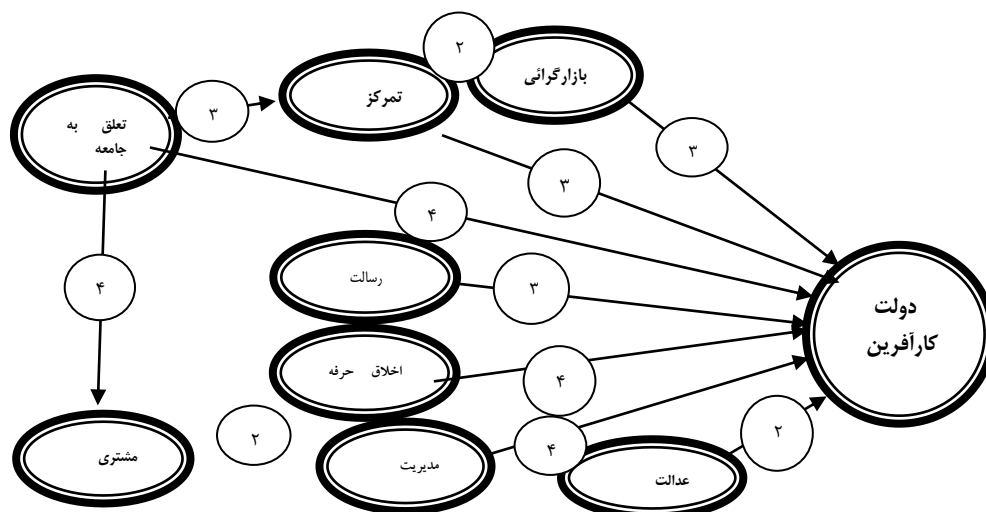 ۲
بازارگرائی
تمرکز
۳
تعلق به
جامعه
۳
۳
۴
رسالت
۳
۴
دولت
کارآفرین
اخلاق حرفه
۴
۲
۲
مشتری
مدیریت
۴
عدالت